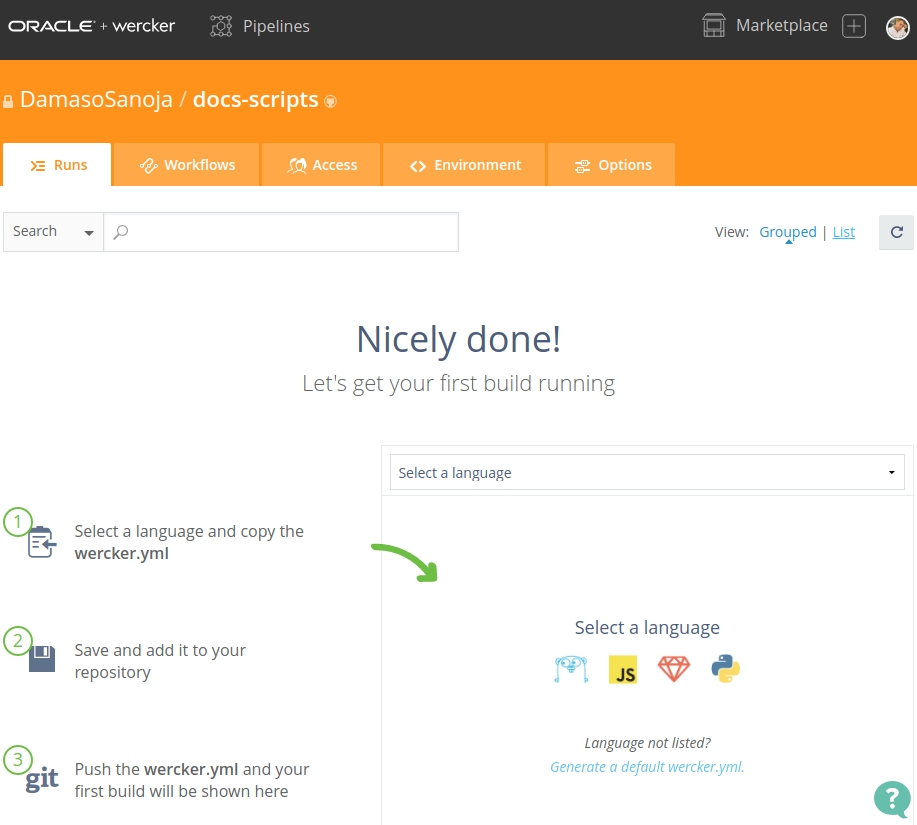 ORACLE + wercker
Pipelines
Marketplace
DamasoSanoja / docs-scripts
Runs
Workflows
Access
Environment
Options
Search
View: Grouped | List
Nicely done!
Let's get your first build running
Select a language
1
Select a language and copy the
wercker.yml
2
Save and add it to your
repository
3
git
Push the wercker.yml and your
first build will be shown here
Select a language
JS
Language not listed?
Generate a default wercker.yml.
?